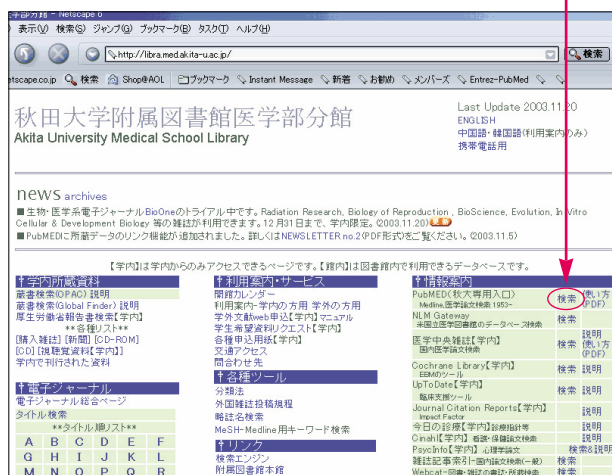 字部分館 - Netscape 6
表示(V) 検索(S) ジャンプ(G) ブックマーク(B) タスク(T) ヘルプ(H)
http://libra.med.akita-u.ac.jp/
検索
etscape.co.jp 検索 Shop@AOL ブックマーク Instant Message 新着 お勧め メンバーズ Entrez-PubMed
秋田大学附属図書館医学部分館
Akita University Medical School Library
Last Update 2003.11.20
ENGLISH
中国語・韓国語(利用案内のみ)
携帯電話用
news archives
■生物・医学系電子ジャーナルBioOneのトライアル中です。Radiation Research, Biology of Reproduction , BioScience, Evolution, In Vitro
Cellular & Development Biology 等の雑誌が利用できます。12月31日まで、学内限定。(2003.11.20)
■PubMEDに所蔵データのリンク機能が追加されました。詳しくはNEWSLETTER no.2(PDF形式)をご覧ください。(2003.11.5)
【学内】は学内からのみアクセスできるページです。【館内】は図書館内で利用できるデータベースです。
↑学内所蔵資料
蔵書検索(OPAC) 説明
蔵書検索(Global Finder) 説明
厚生労働省報告書検索【学内】
**各種リスト**
[購入雑誌] [新聞] [CD-ROM]
[CD] [視聴覚資料【学内】]
学内で刊行された資料
↑電子ジャーナル
電子ジャーナル総合ページ
タイトル検索
**タイトル順リスト**
A B C D E F
G H I J K L
M N O P Q R
↑利用案内・サービス
開館カレンダー
利用案内-学内の方用 学外の方用
学外文献web申込【学内】マニュアル
学生希望資料リクエスト【学内】
各種申込用紙【学内】
交通アクセス
問合わせ先
↑各種ツール
分類法
外国雑誌投稿規程
略誌名検索
MeSH-Medline用キーワード検索
↑リンク
検索エンジン
附属図書館本館
↑情報案内
PubMED(秋大専用入口) 検索 使い方
Medline.医学論文検索 1953- (PDF)
NLM Gateway 検索
米国立医学図書館のデータベース検索
医学中央雑誌【学内】 検索 説明
国内医学論文検索 使い方
(PDF)
Cochrane Library【学内】 検索 説明
EBMのツール
UpToDate【学内】 検索 説明
臨床支援ツール
Journal Citation Reports【学内】 説明
Impact Factor
今日の診療【学内】診療指針等 説明
Cinahl【学内】看護・保健論文検索 説明
PsycInfo【学内】心理学論文 検索&説明
雑誌記事索引-国内論文検索(一般) 検索
Webcat-図書・雑誌の書誌・所蔵検索 検索